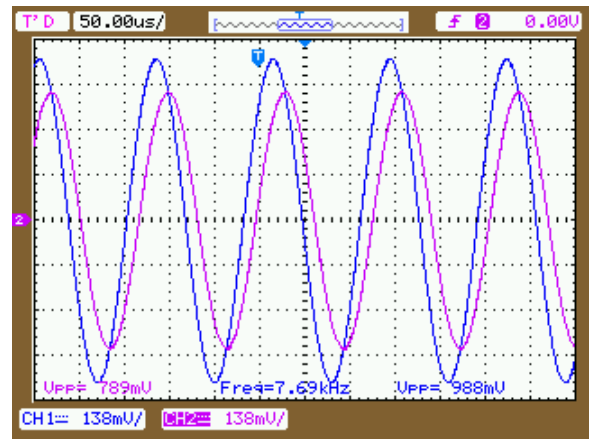 T'D 50.00us/ T f 2 0.00V
T
2
Vpp= 789mV Freq=7.69kHz Vpp= 988mV
CH1 138mV/ CH2 138mV/